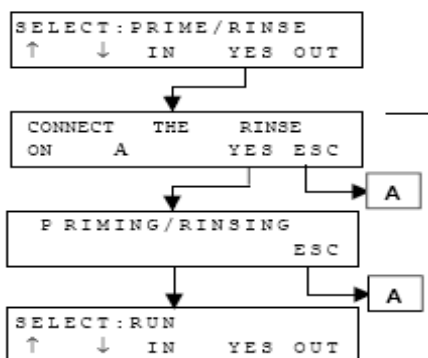 SELECT:PRIME/RINSE
↑ ↓ IN YES OUT
CONNECT THE RINSE
ON A YES ESC
A
P RIMING/RINSING
ESC
A
SELECT:RUN
↑ ↓ IN YES OUT